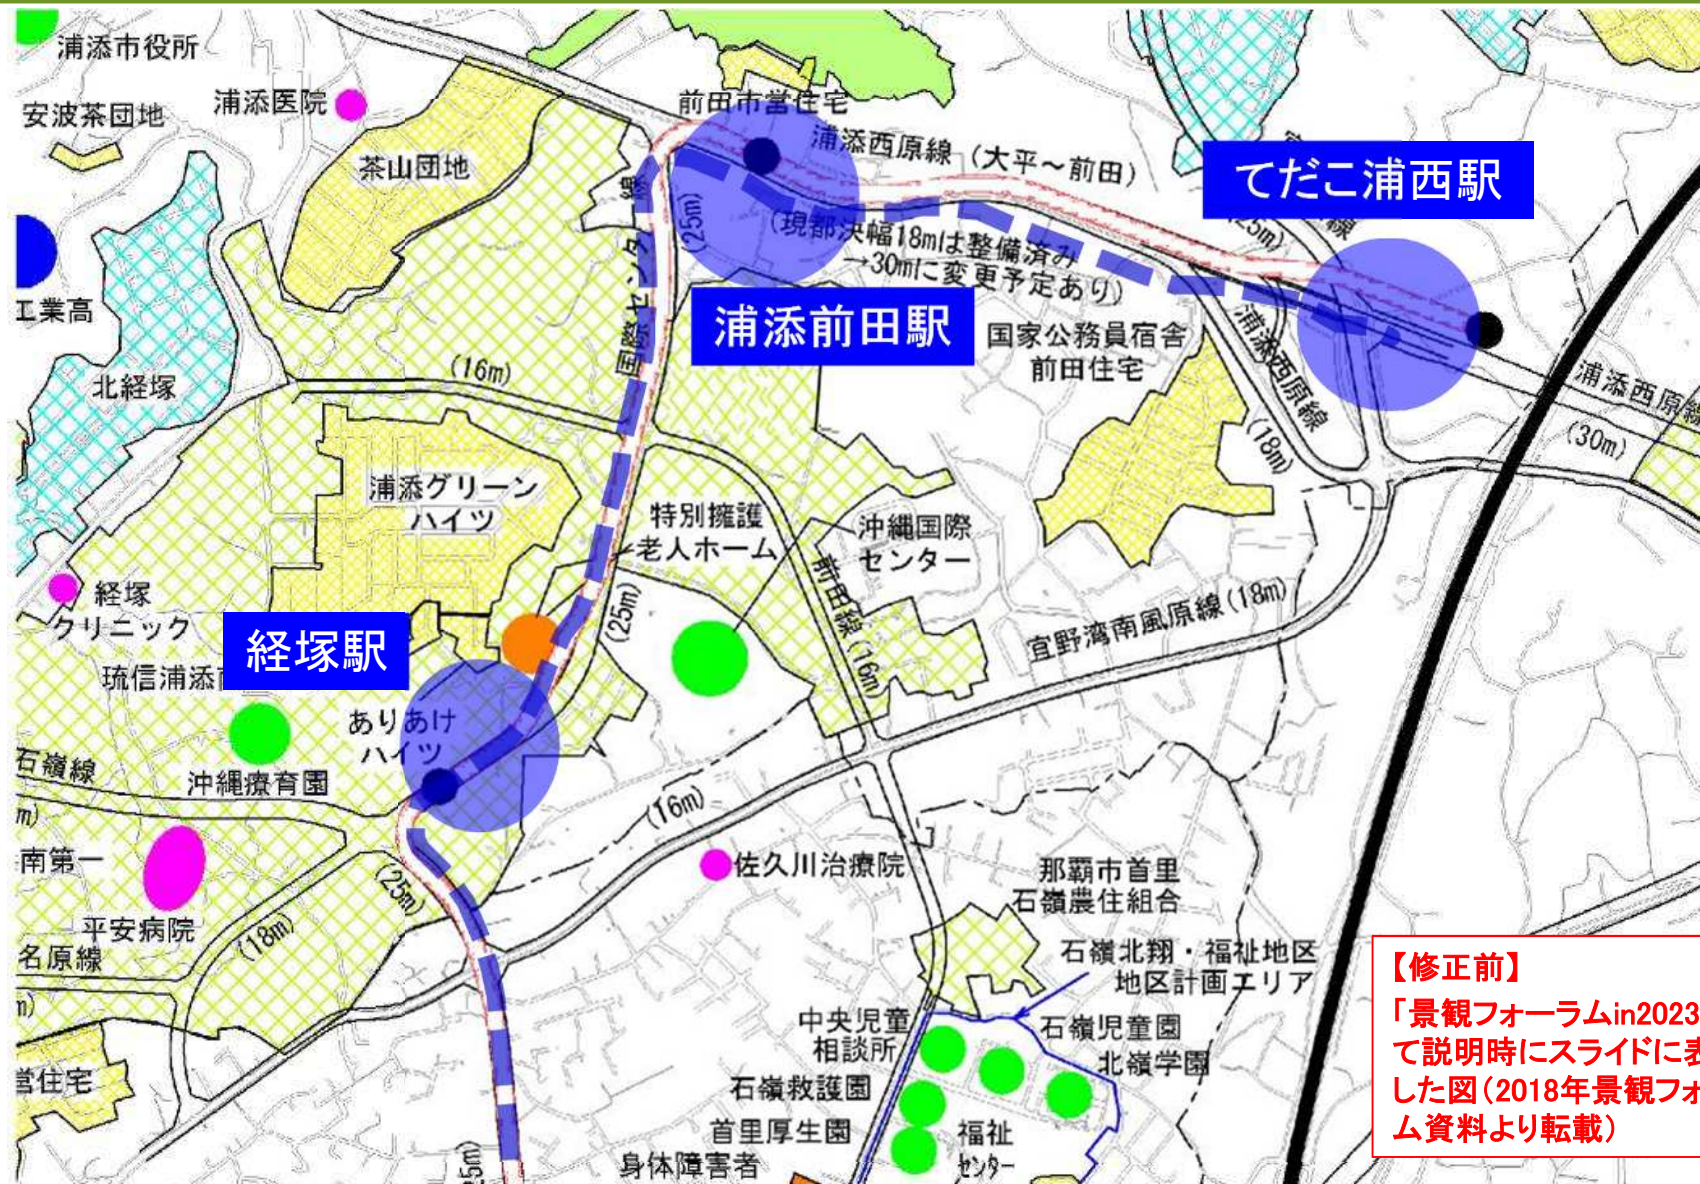 浦添市役所
安波茶団地
浦添医院
茶山団地
前田市営住宅
浦添西原線(大平～前田)
てだこ浦西駅
(25m)
(現都決幅18mは整備済み
→30mに変更予定あり)
浦添前田駅
国際センター線
工業高
北経塚
(16m)
国家公務員宿舎
前田住宅
浦添西原線
(18m)
浦添西原線
(30m)
浦添グリーン
ハイツ
特別擁護
老人ホーム
沖縄国際
センター
前田線(16m)
経塚
クリニック
経塚駅
(25m)
宜野湾南風原線(18m)
琉信浦添
ありあけ
ハイツ
石嶺線
沖縄療育園
m)
(16m)
南第一
(25m)
佐久川治療院
平安病院
(18m)
名原線
那覇市首里
石嶺農住組合
石嶺北翔・福祉地区
地区計画エリア
中央児童
相談所
石嶺児童園
北嶺学園
石嶺救護園
営住宅
首里厚生園
身体障害者
福祉
センター
25m)
【修正前】
「景観フォーラムin2023
て説明時にスライドに表
した図(2018年景観フォ
ム資料より転載)